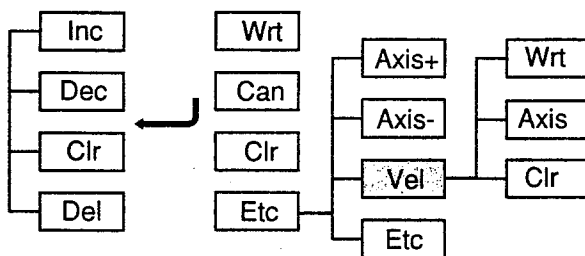 Inc
Dec
Clr
Del
Wrt
Can
Clr
Etc
Axis+
Axis-
Vel
Etc
Wrt
Axis
Clr